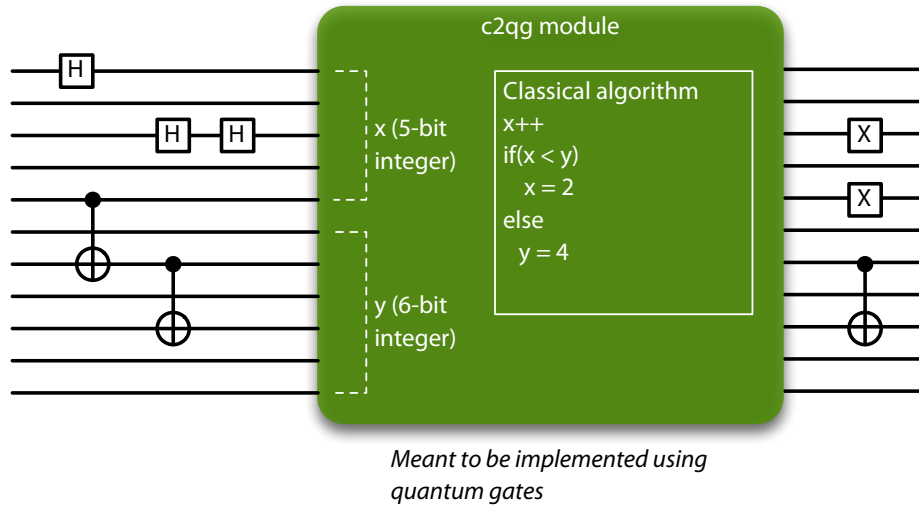 c2qg module
H
H
H
x (5-bit
integer)
y (6-bit
integer)
Classical algorithm
x++
if(x < y)
x = 2
else
y = 4
X
X
Meant to be implemented using
quantum gates